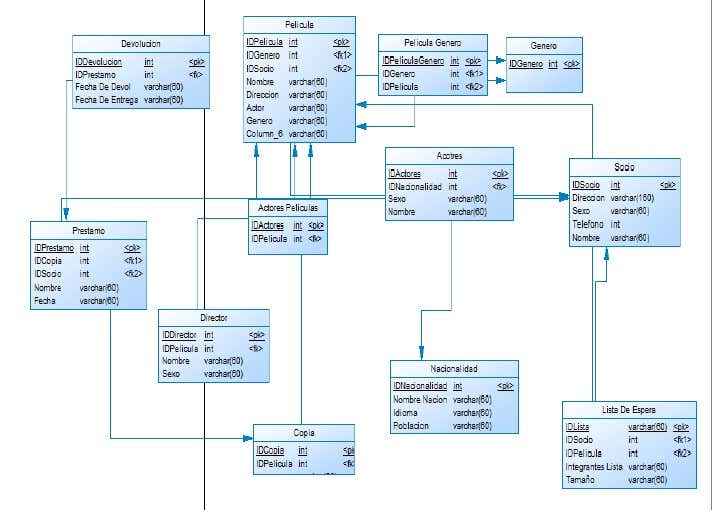 Devolucion
IDDevolucion int <pk>
IDPrestamo int <fk>
Fecha De Devol varchar(60)
Fecha De Entrega varchar(60)
Pelicula
IDPelicula int <pk>
IDGenero int <fk1>
IDSocio int <fk2>
Nombre varchar(60)
Direccion varchar(60)
Actor varchar(60)
Genero varchar(60)
Column_6 varchar(60)
Pelicula Genero
IDPeliculaGenero int <pk>
IDGenero int <fk1>
IDPelicula int <fk2>
Genero
IDGenero int <pk>
Acotres
IDActores int <pk>
IDNacionalidad int <fk>
Sexo varchar(60)
Nombre varchar(60)
Socio
IDSocio int <pk>
Direccion varchar(160)
Sexo varchar(60)
Telefono int
Nombre varchar(60)
Actores Peliculas
IDActores int <pk>
IDPelicula int <fk>
Prestamo
IDPrestamo int <pk>
IDCopia int <fk1>
IDSocio int <fk2>
Nombre varchar(60)
Fecha varchar(60)
Director
IDDirector int <pk>
IDPelicula int <fk>
Nombre varchar(60)
Sexo varchar(60)
Nacionalidad
IDNacionalidad int <pk>
Nombre Nacion varchar(60)
Idioma varchar(60)
Poblacion varchar(60)
Lista De Espera
IDLista varchar(60) <pk>
IDSocio int <fk1>
IDPelicula int <fk2>
Integrantes Lista varchar(60)
Tamaño varchar(60)
Copia
IDCopia int <pk
IDPelicula int <fk